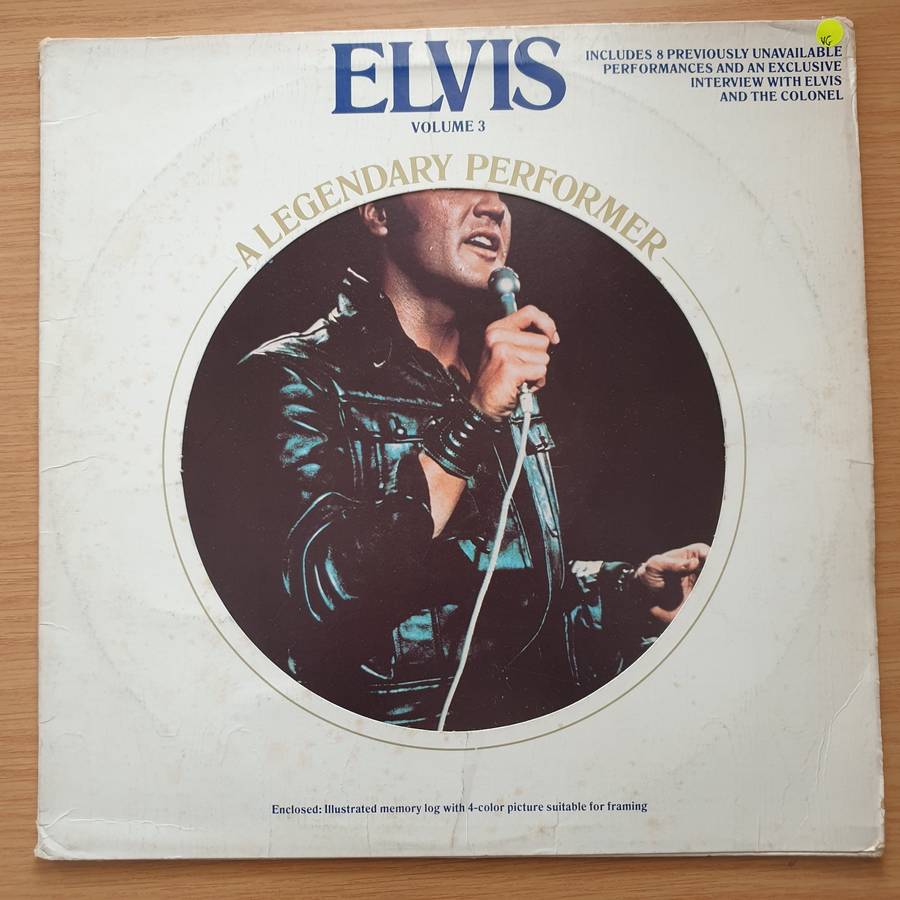 ELVIS
VOLUME 3
INCLUDES 8 PREVIOUSLY UNAVAILABLE
PERFORMANCES AND AN EXCLUSIVE
INTERVIEW WITH ELVIS
AND THE COLONEL
VG
A LEGENDARY PERFORMER
Enclosed: Illustrated memory log with 4-color picture suitable for framing